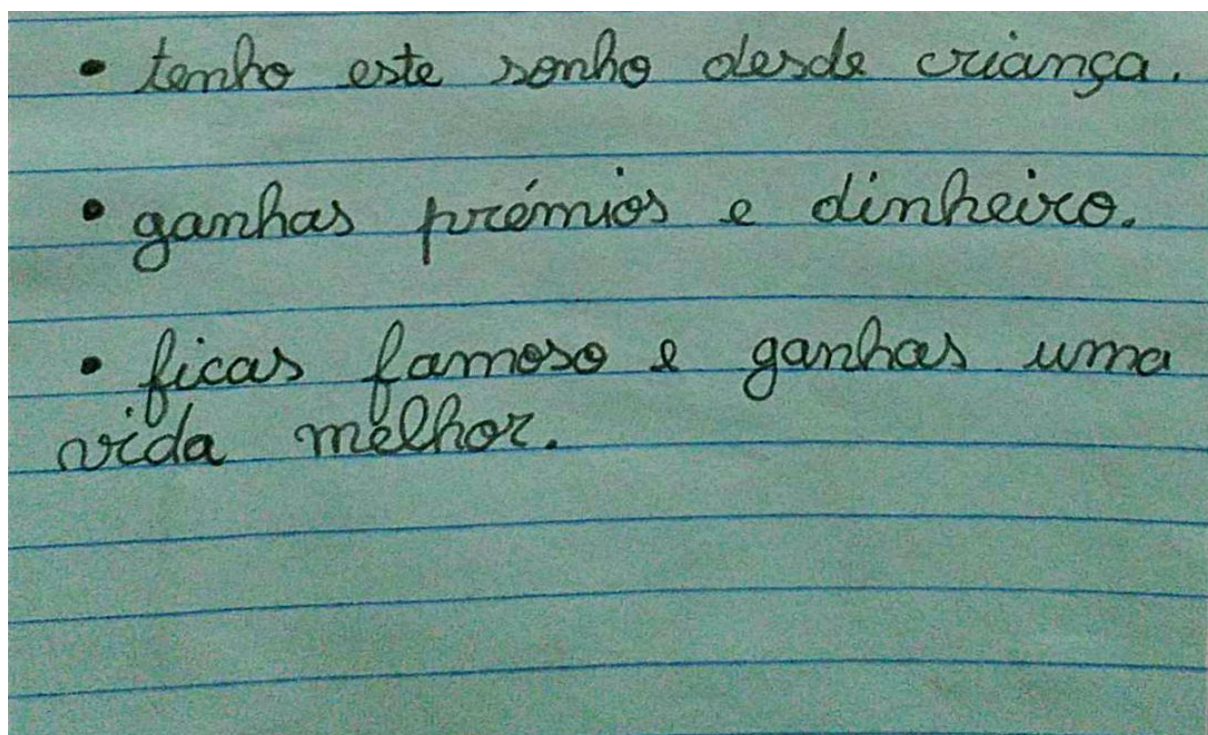 • tenho este sonho desde criança.
• ganhas prémios e dinheiro.
• ficas famoso e ganhas uma
vida melhor.